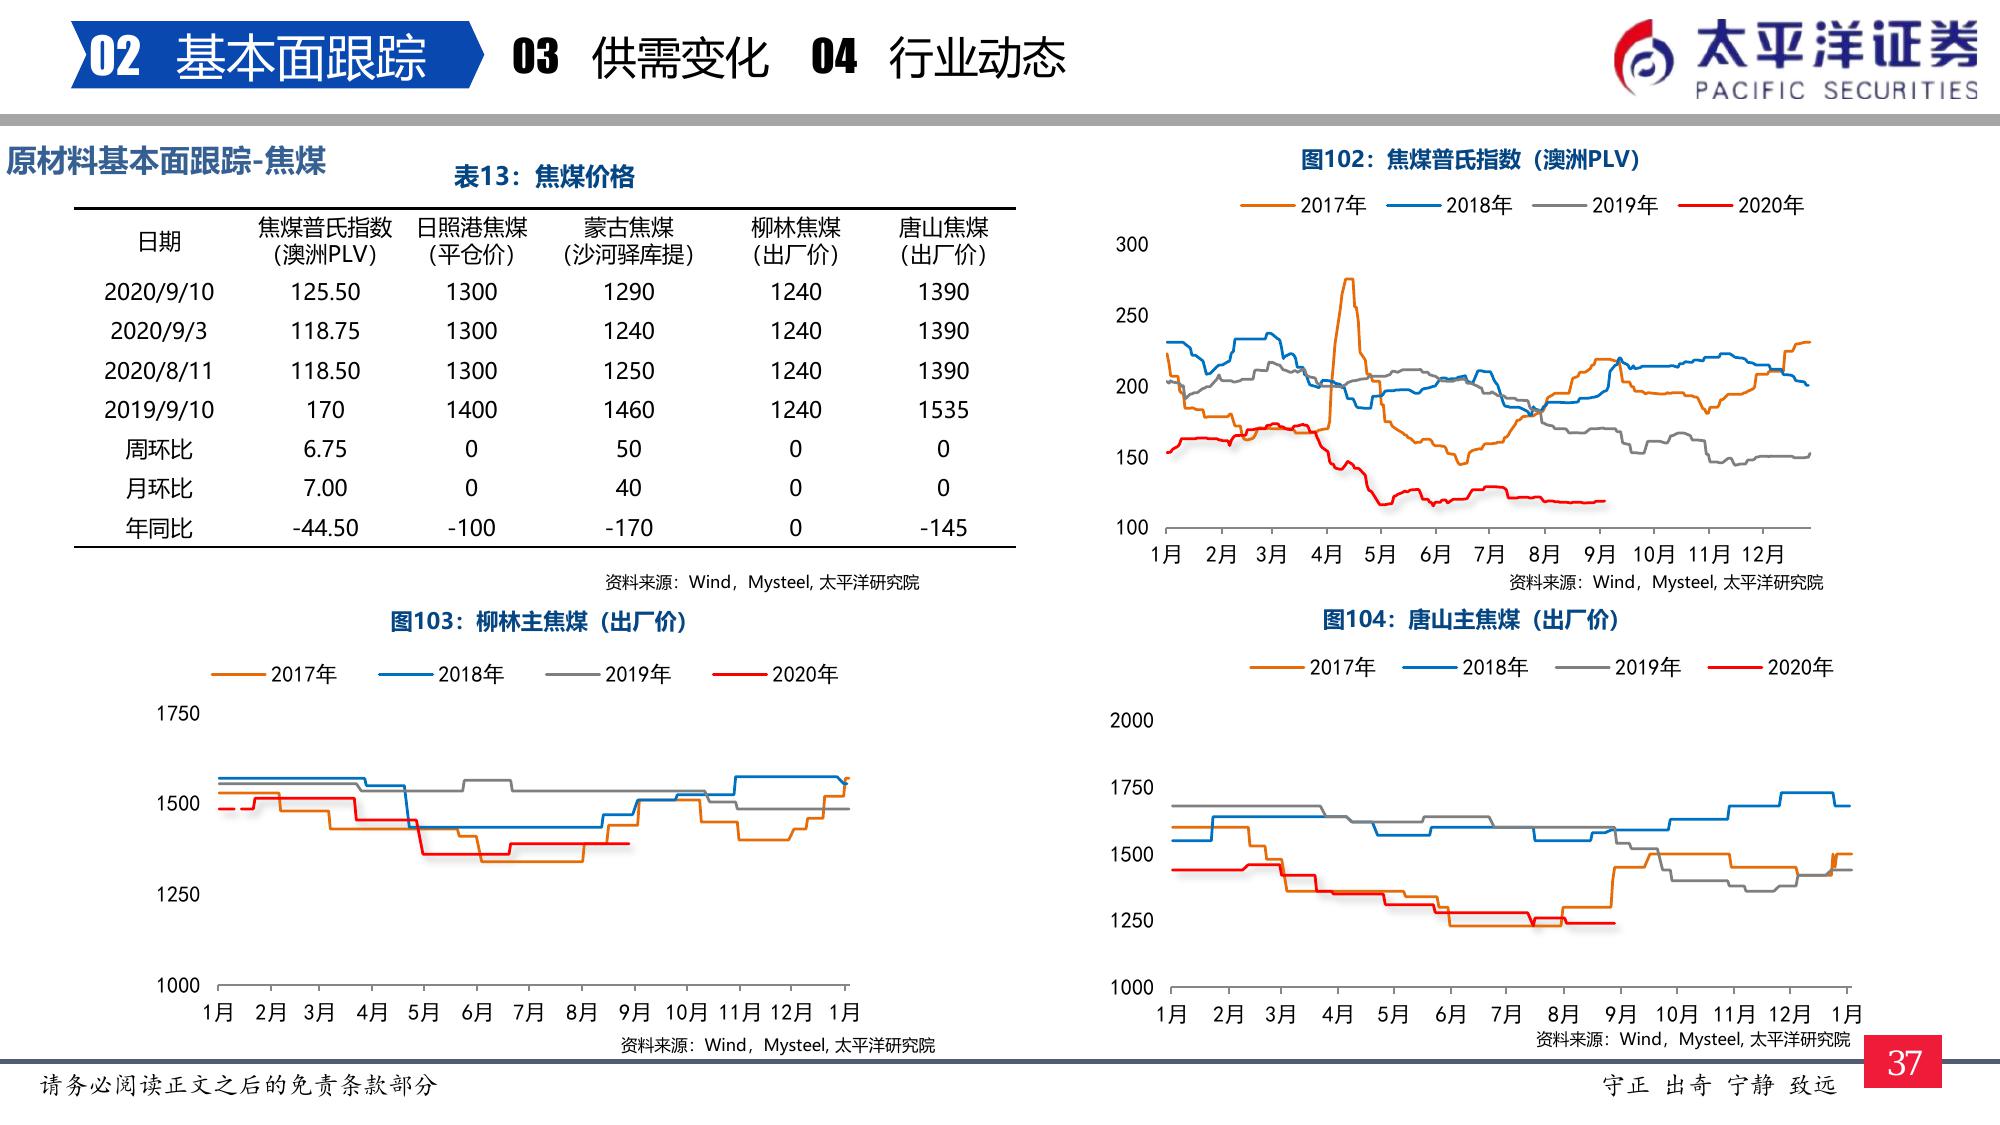 02 基本面跟踪 03 供需变化 04 行业动态
太平洋证券
PACIFIC SECURITIES
原材料基本面跟踪-焦煤
表13：焦煤价格
日期 焦煤普氏指数 日照港焦煤 蒙古焦煤 柳林焦煤 唐山焦煤
（澳洲PLV） （平仓价） （沙河驿库提） （出厂价） （出厂价）
2020/9/10 125.50 1300 1290 1240 1390
2020/9/3 118.75 1300 1240 1240 1390
2020/8/11 118.50 1300 1250 1240 1390
2019/9/10 170 1400 1460 1240 1535
周环比 6.75 0 50 0 0
月环比 7.00 0 40 0 0
年同比 -44.50 -100 -170 0 -145
资料来源：Wind，Mysteel, 太平洋研究院
图102：焦煤普氏指数（澳洲PLV）
2017年 2018年 2019年 2020年
300
250
200
150
100
1月 2月 3月 4月 5月 6月 7月 8月 9月 10月 11月 12月
资料来源：Wind，Mysteel, 太平洋研究院
图103：柳林主焦煤（出厂价）
2017年 2018年 2019年 2020年
1750
1500
1250
1000
1月 2月 3月 4月 5月 6月 7月 8月 9月 10月 11月 12月 1月
资料来源：Wind，Mysteel, 太平洋研究院
图104：唐山主焦煤（出厂价）
2017年 2018年 2019年 2020年
2000
1750
1500
1250
1000
1月 2月 3月 4月 5月 6月 7月 8月 9月 10月 11月 12月 1月
资料来源：Wind，Mysteel, 太平洋研究院
请务必阅读正文之后的免责条款部分
守正 出奇 宁静 致远
37